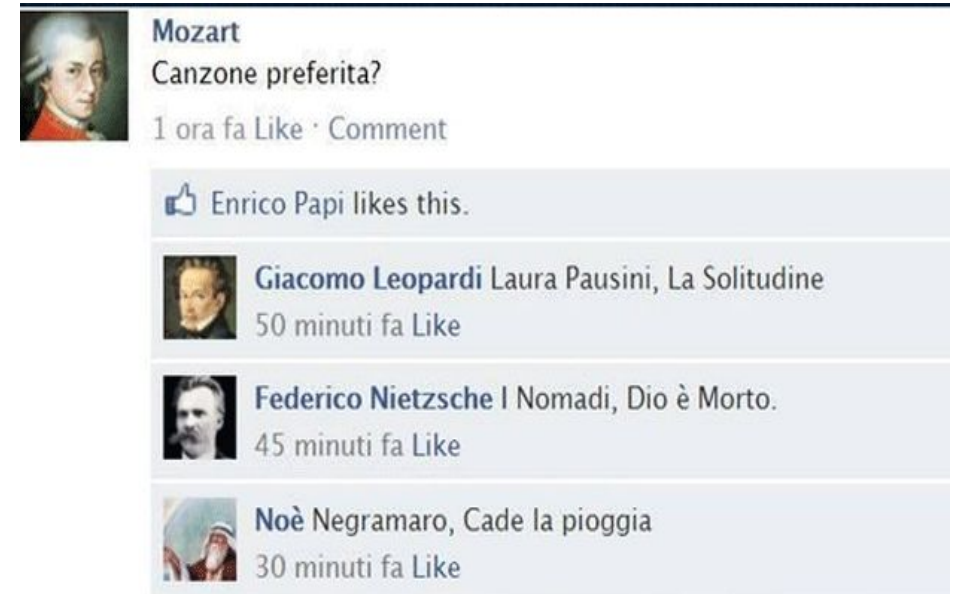 Mozart
Canzone preferita?
1 ora fa Like · Comment
Enrico Papi likes this.
Giacomo Leopardi Laura Pausini, La Solitudine
50 minuti fa Like
Federico Nietzsche I Nomadi, Dio è Morto.
45 minuti fa Like
Noè Negramaro, Cade la pioggia
30 minuti fa Like